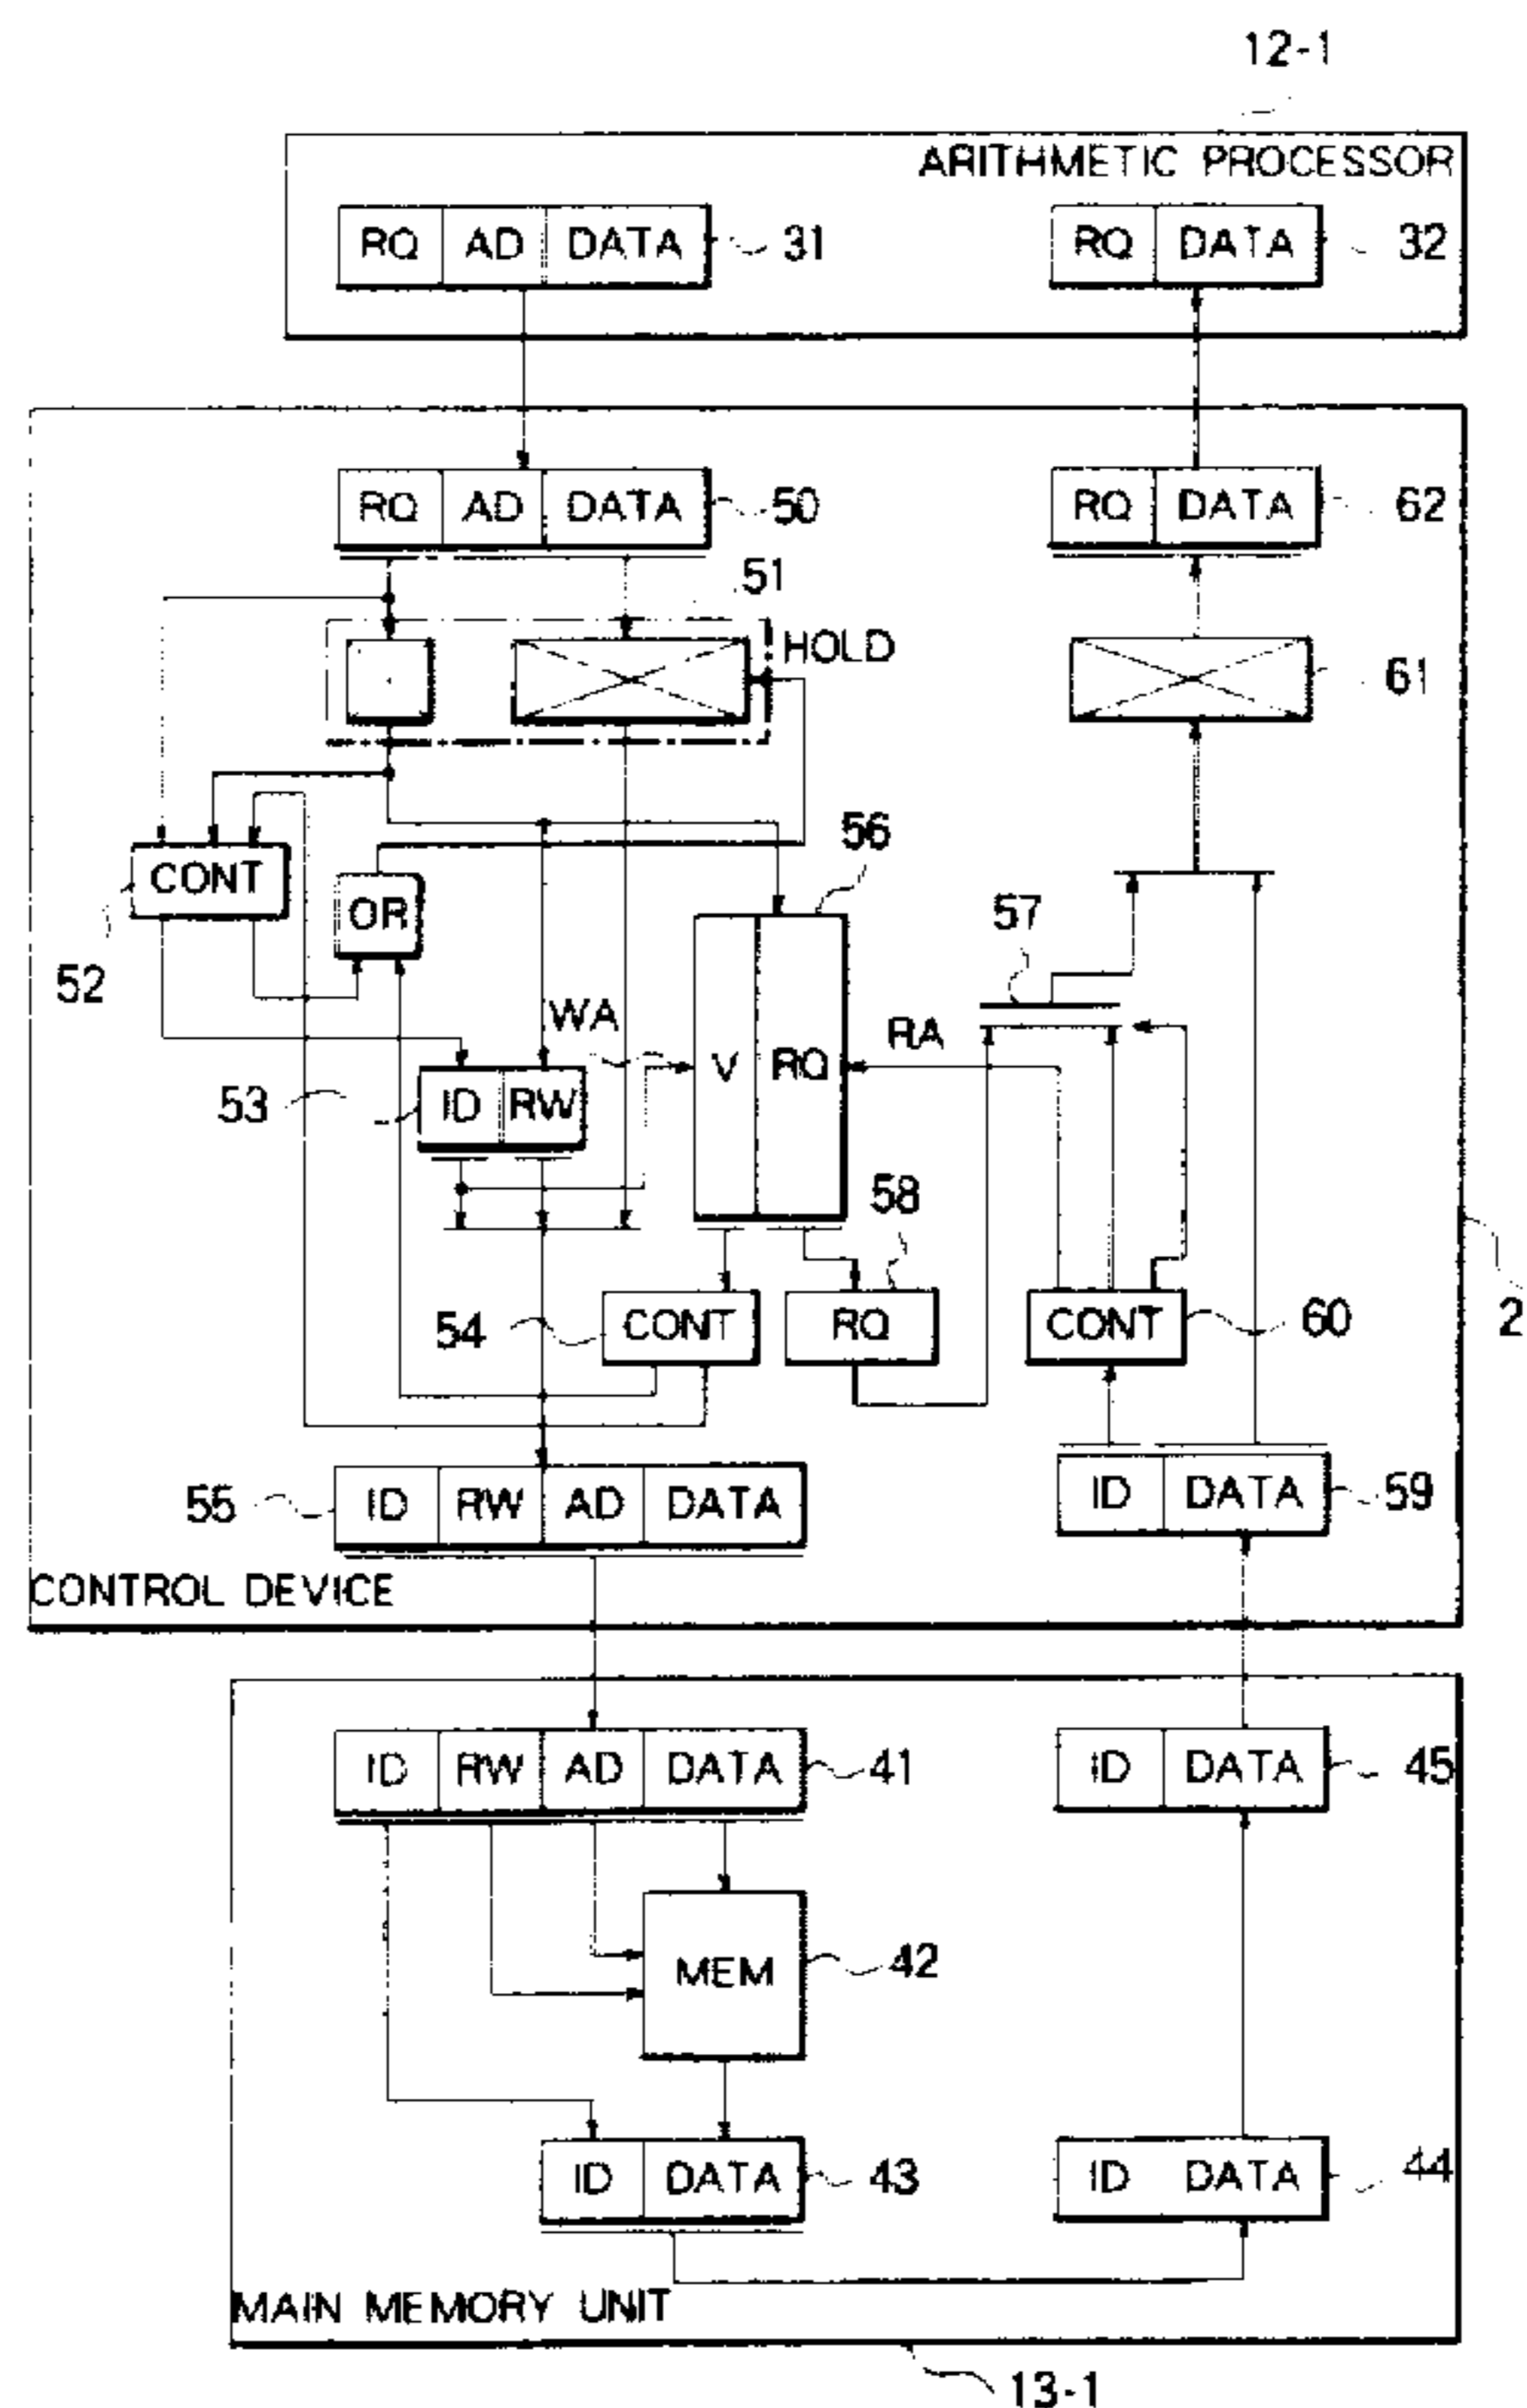 12-1
ARITHMETIC PROCESSOR
RQ AD DATA 31
RQ DATA 32
RQ AD DATA 50
RQ DATA 62
51
HOLD
61
CONT
52
OR
56
57
WA
V RQ
RA
53
ID RW
58
54
CONT
RQ
CONT
60
2
55
ID RW AD DATA
ID DATA 59
CONTROL DEVICE
ID RW AD DATA 41
ID DATA 45
MEM
42
ID DATA 43
ID DATA 44
MAIN MEMORY UNIT
13-1